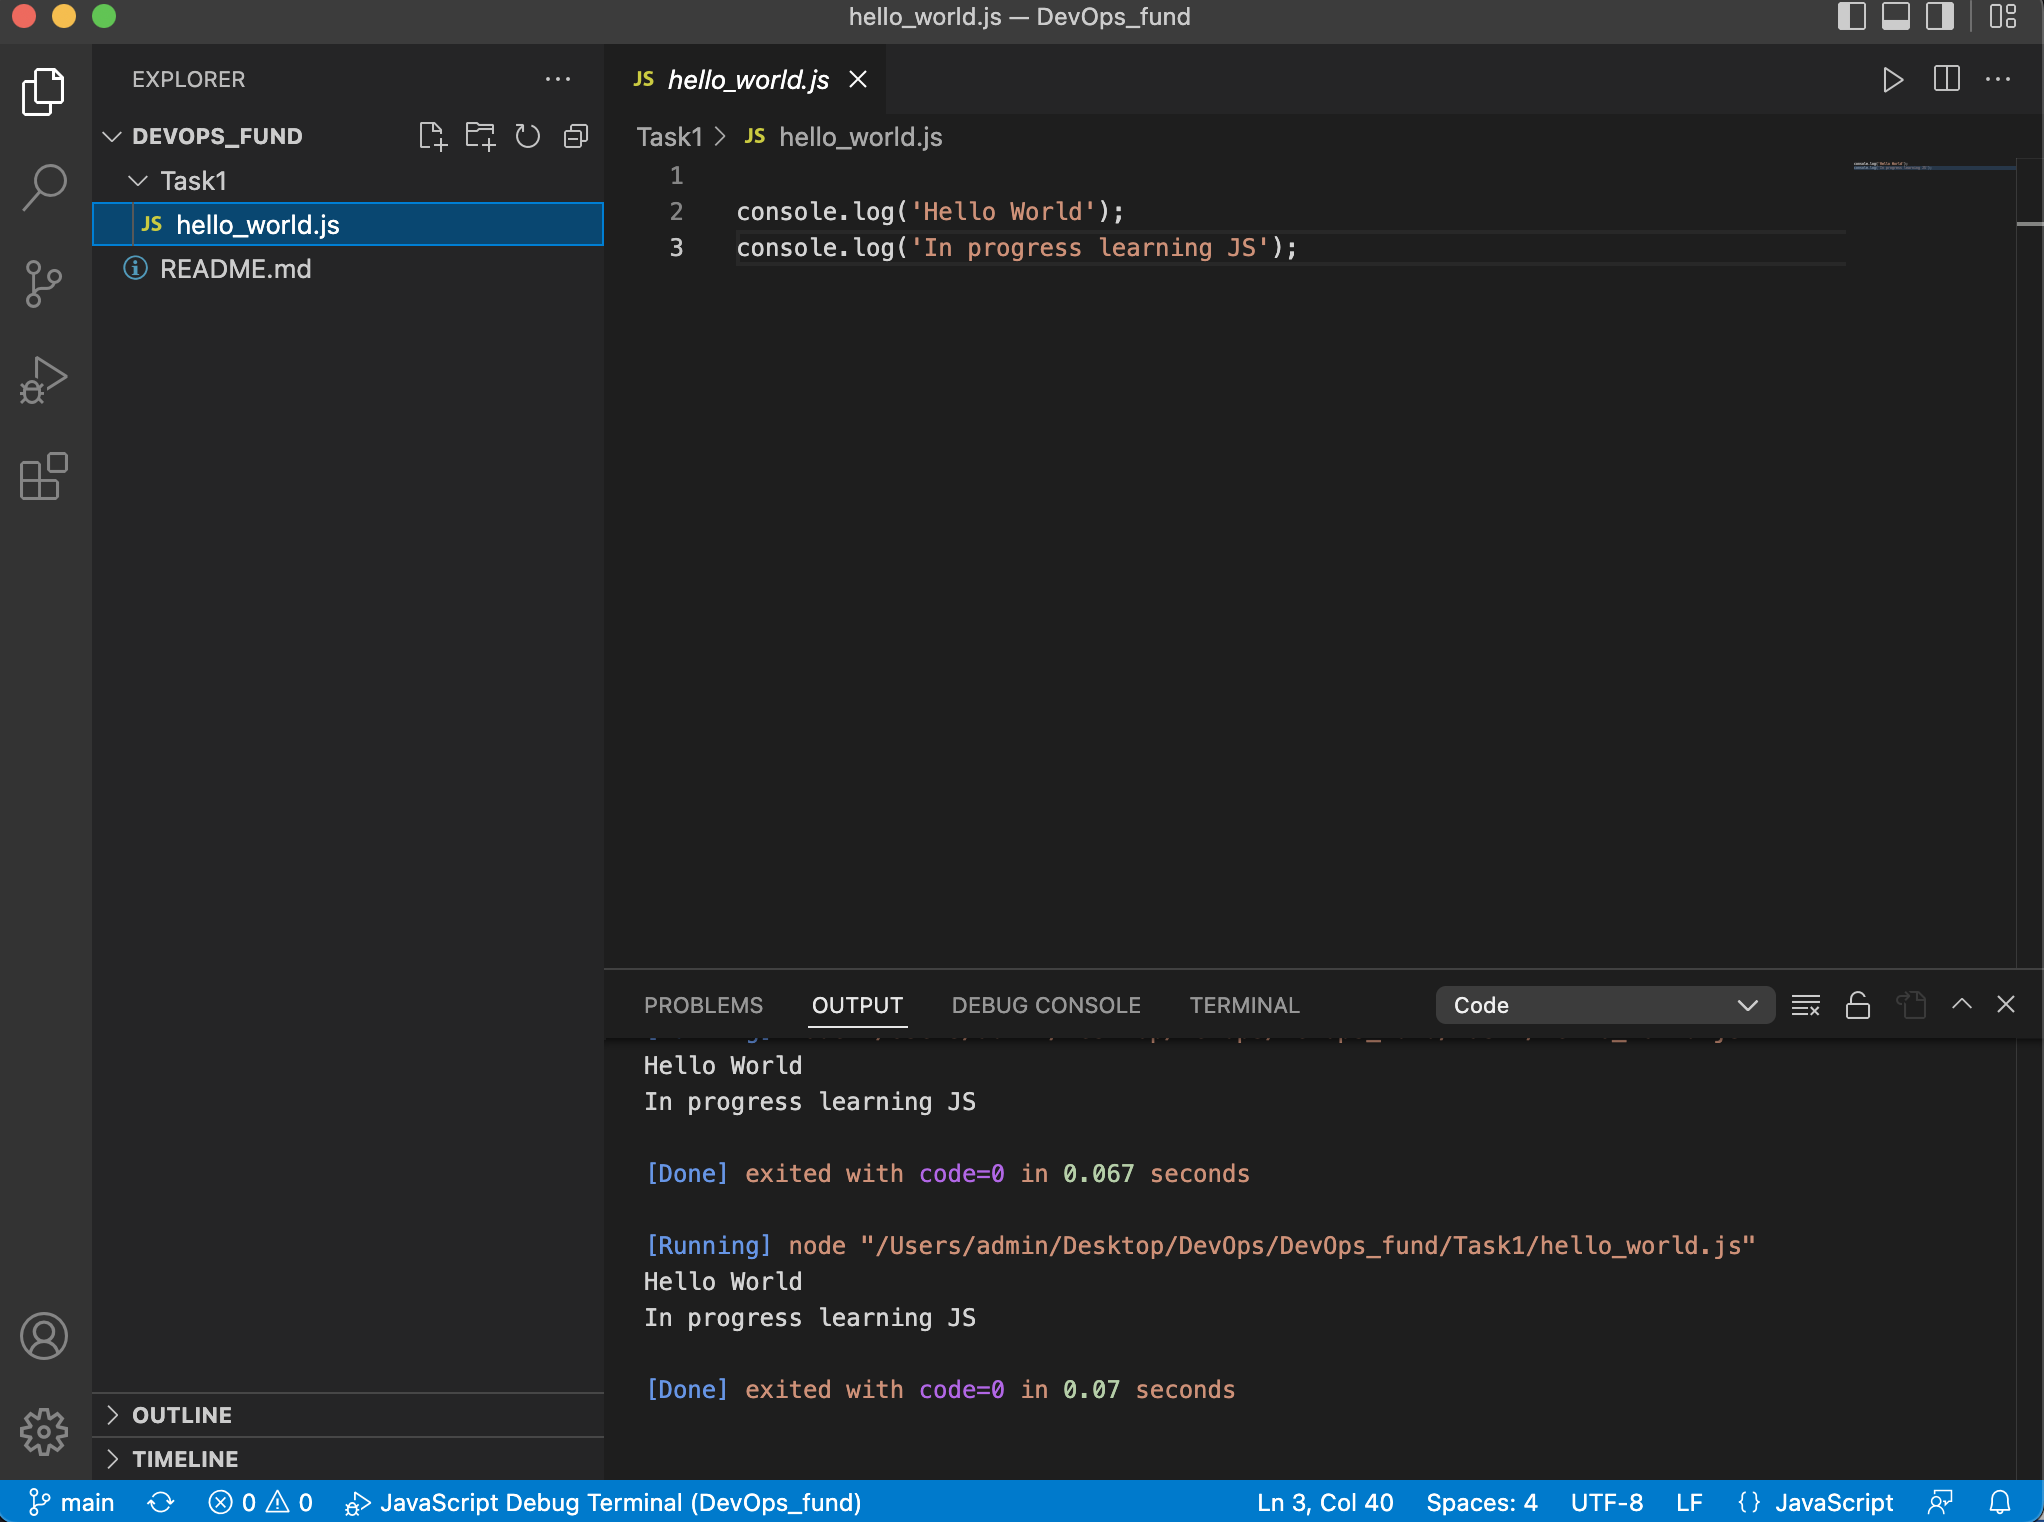 hello_world.js — DevOps_fund
EXPLORER
DEVOPS_FUND
Task1
JS hello_world.js
README.md
OUTLINE
TIMELINE
JS hello_world.js
Task1 > JS hello_world.js
1
2 console.log('Hello World');
3 console.log('In progress learning JS');
PROBLEMS OUTPUT DEBUG CONSOLE TERMINAL Code
Hello World
In progress learning JS
[Done] exited with code=0 in 0.067 seconds
[Running] node "/Users/admin/Desktop/DevOps/DevOps_fund/Task1/hello_world.js"
Hello World
In progress learning JS
[Done] exited with code=0 in 0.07 seconds
main 0 0 JavaScript Debug Terminal (DevOps_fund) Ln 3, Col 40 Spaces: 4 UTF-8 LF {} JavaScript